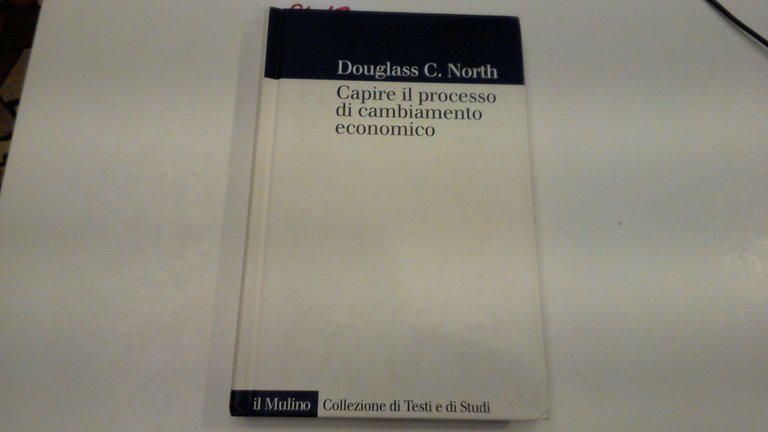 Douglass C. North
Capire il processo
di cambiamento
economico
il Mulino Collezione di Testi e di Studi